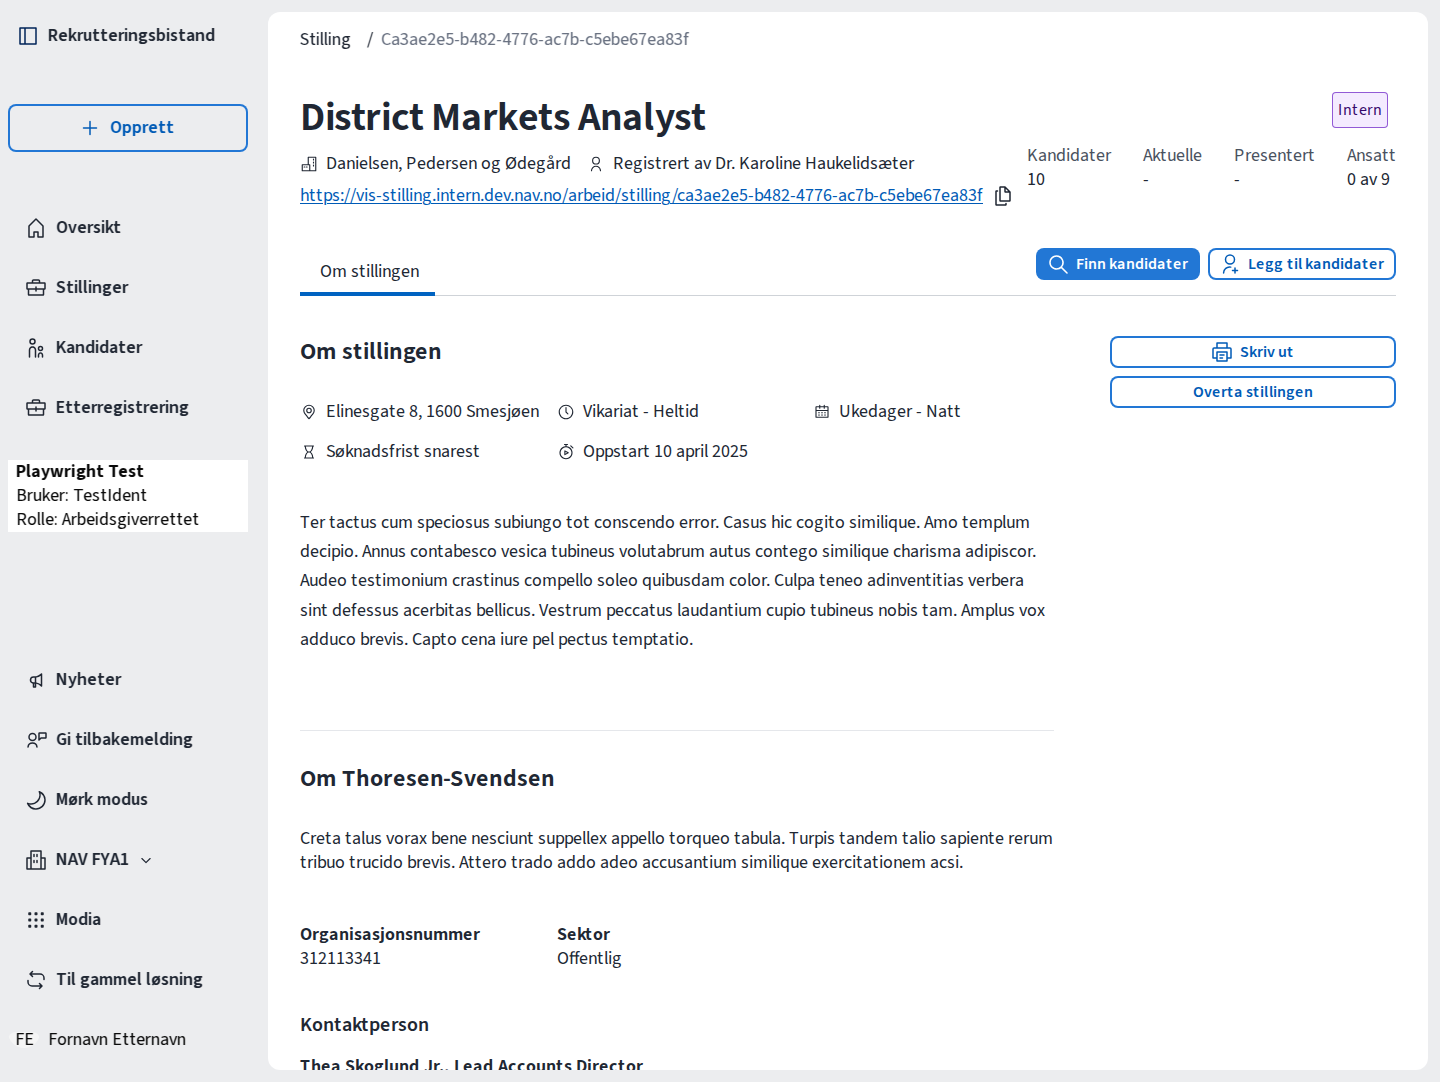 Rekrutteringsbistand
Opprett
Oversikt
Stillinger
Kandidater
Etterregistrering
Playwright Test
Bruker: TestIdent
Rolle: Arbeidsgiverrettet
Nyheter
Gi tilbakemelding
Mørk modus
NAV FYA1
Modia
Til gammel løsning
FE Fornavn Etternavn
Stilling / Ca3ae2e5-b482-4776-ac7b-c5ebe67ea83f
District Markets Analyst
Intern
Danielsen, Pedersen og Ødegård Registrert av Dr. Karoline Haukelidsæter
https://vis-stilling.intern.dev.nav.no/arbeid/stilling/ca3ae2e5-b482-4776-ac7b-c5ebe67ea83f
Kandidater Aktuelle Presentert Ansatt
10 - - 0 av 9
Om stillingen
Finn kandidater
Legg til kandidater
Om stillingen
Skriv ut
Overta stillingen
Elinesgate 8, 1600 Smesjøen Vikariat - Heltid Ukedager - Natt
Søknadsfrist snarest Oppstart 10 april 2025
Ter tactus cum speciosus subiungo tot conscendo error. Casus hic cogito similique. Amo templum
decipio. Annus contabesco vesica tubineus volutabrum autus contego similique charisma adipiscor.
Audeo testimonium crastinus compello soleo quibusdam color. Culpa teneo adinventitias verbera
sint defessus acerbitas bellicus. Vestrum peccatus laudantium cupio tubineus nobis tam. Amplus vox
adduco brevis. Capto cena iure pel pectus temptatio.
Om Thoresen-Svendsen
Creta talus vorax bene nesciunt suppellex appello torqueo tabula. Turpis tandem talio sapiente rerum
tribuo trucido brevis. Attero trado addo adeo accusantium similique exercitationem acsi.
Organisasjonsnummer Sektor
312113341 Offentlig
Kontaktperson
Thea Skoglund Jr., Lead Accounts Director